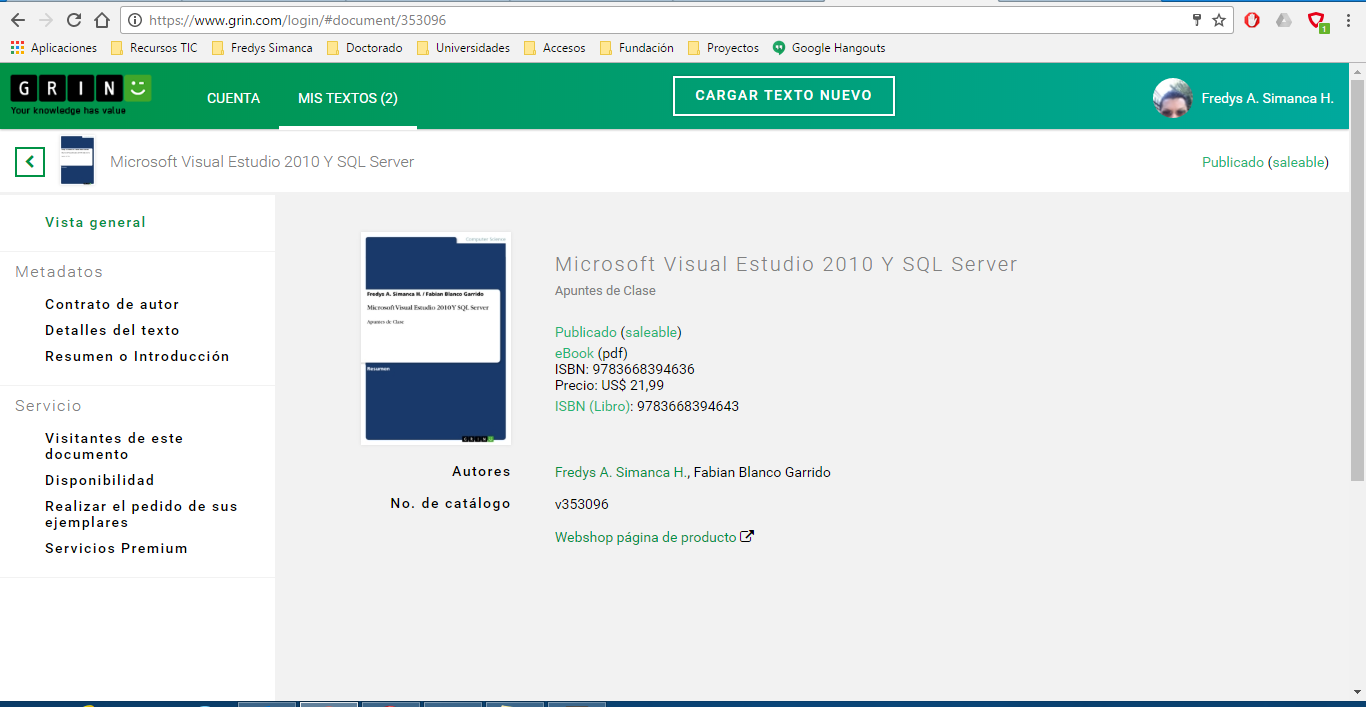 https://www.grin.com/login/#document/353096
1
Aplicaciones Recursos TIC Fredys Simanca Doctorado Universidades Accesos Fundación Proyectos Google Hangouts
GRIN
Your knowledge has value
CUENTA MIS TEXTOS (2) CARGAR TEXTO NUEVO Fredys A. Simanca H.
Microsoft Visual Estudio 2010 Y SQL Server Publicado (saleable)
Vista general
Metadatos
Contrato de autor
Detalles del texto
Resumen o Introducción
Servicio
Visitantes de este
documento
Disponibilidad
Realizar el pedido de sus
ejemplares
Servicios Premium
Computer Science
Fredys A. Simanca H. / Fabian Blanco Garrido
Microsoft Visual Estudio 2010 Y SQL Server
Apuntes de Clase
Resumen
GRIN
Microsoft Visual Estudio 2010 Y SQL Server
Apuntes de Clase
Publicado (saleable)
eBook (pdf)
ISBN: 9783668394636
Precio: US$ 21,99
ISBN (Libro): 9783668394643
Autores Fredys A. Simanca H., Fabian Blanco Garrido
No. de catálogo v353096
Webshop página de producto